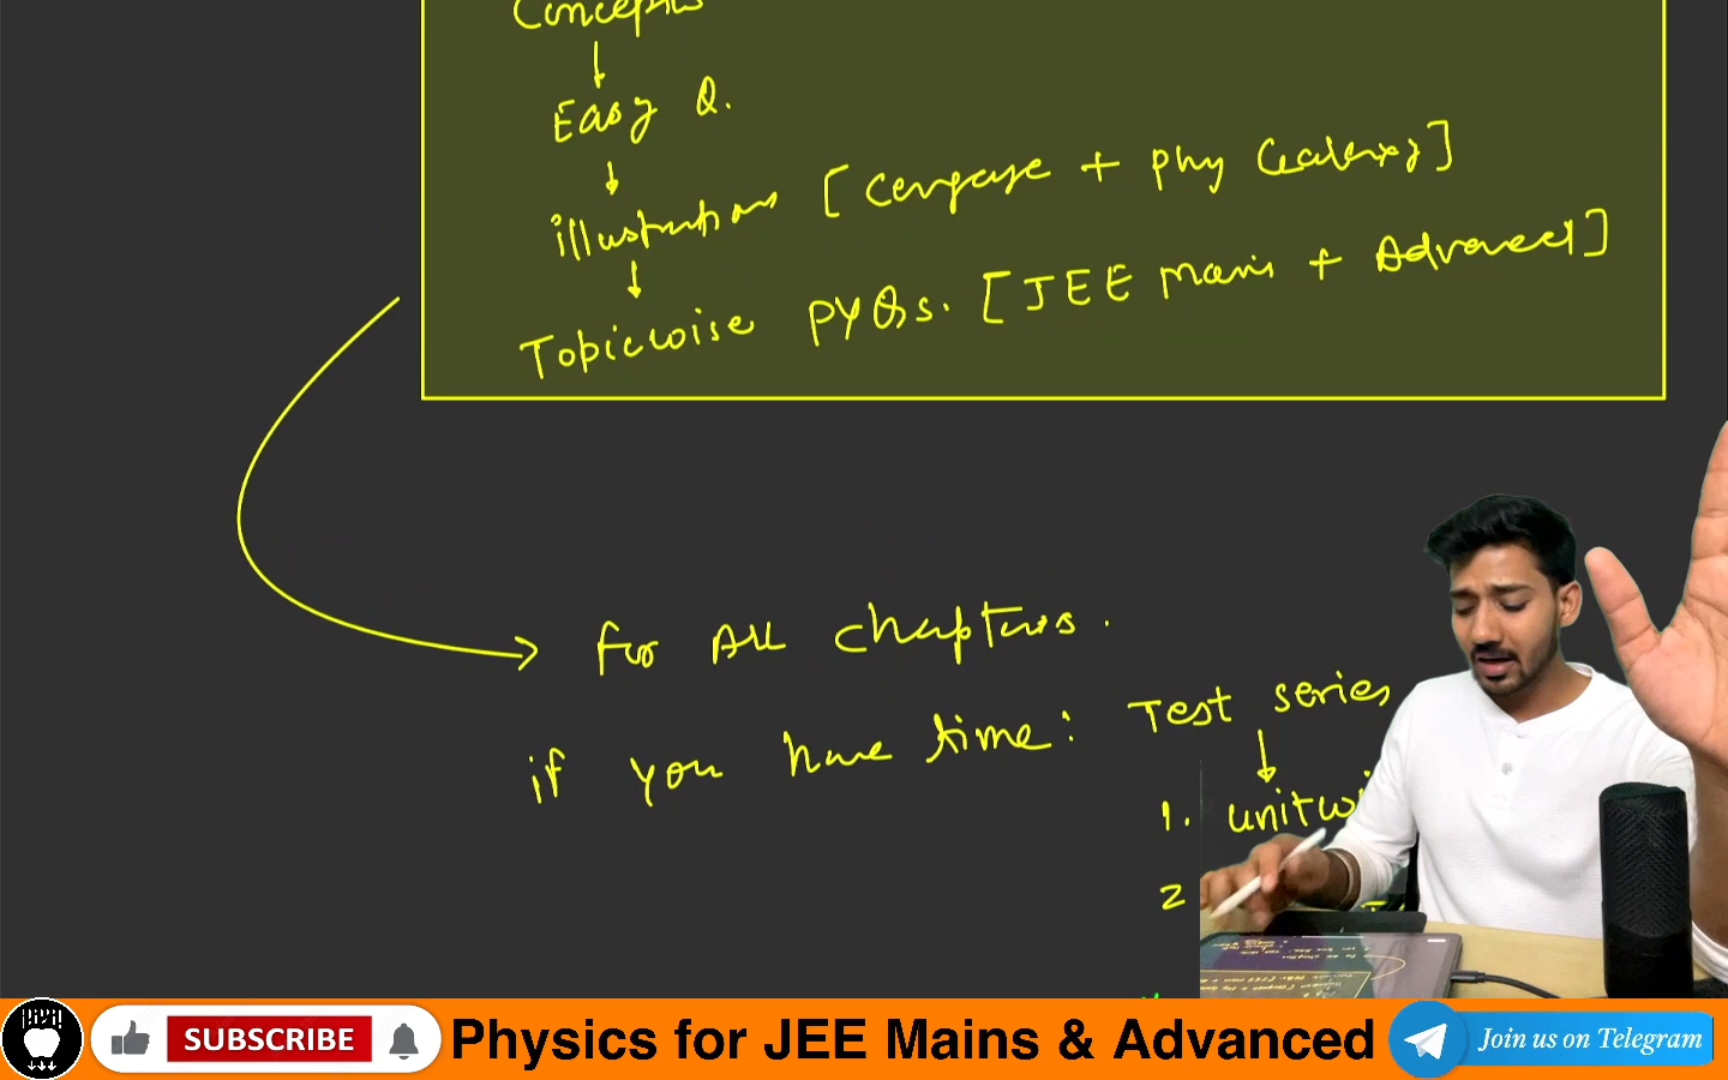 Concepts
Easy Q.
illustrations [Cengage + Phy Galaxy]
Topicwise PYQs. [JEE Mains + Advanced]
for All chapters.
if you have time: Test series
1. unitwi
2
SUBSCRIBE
Physics for JEE Mains & Advanced
Join us on Telegram